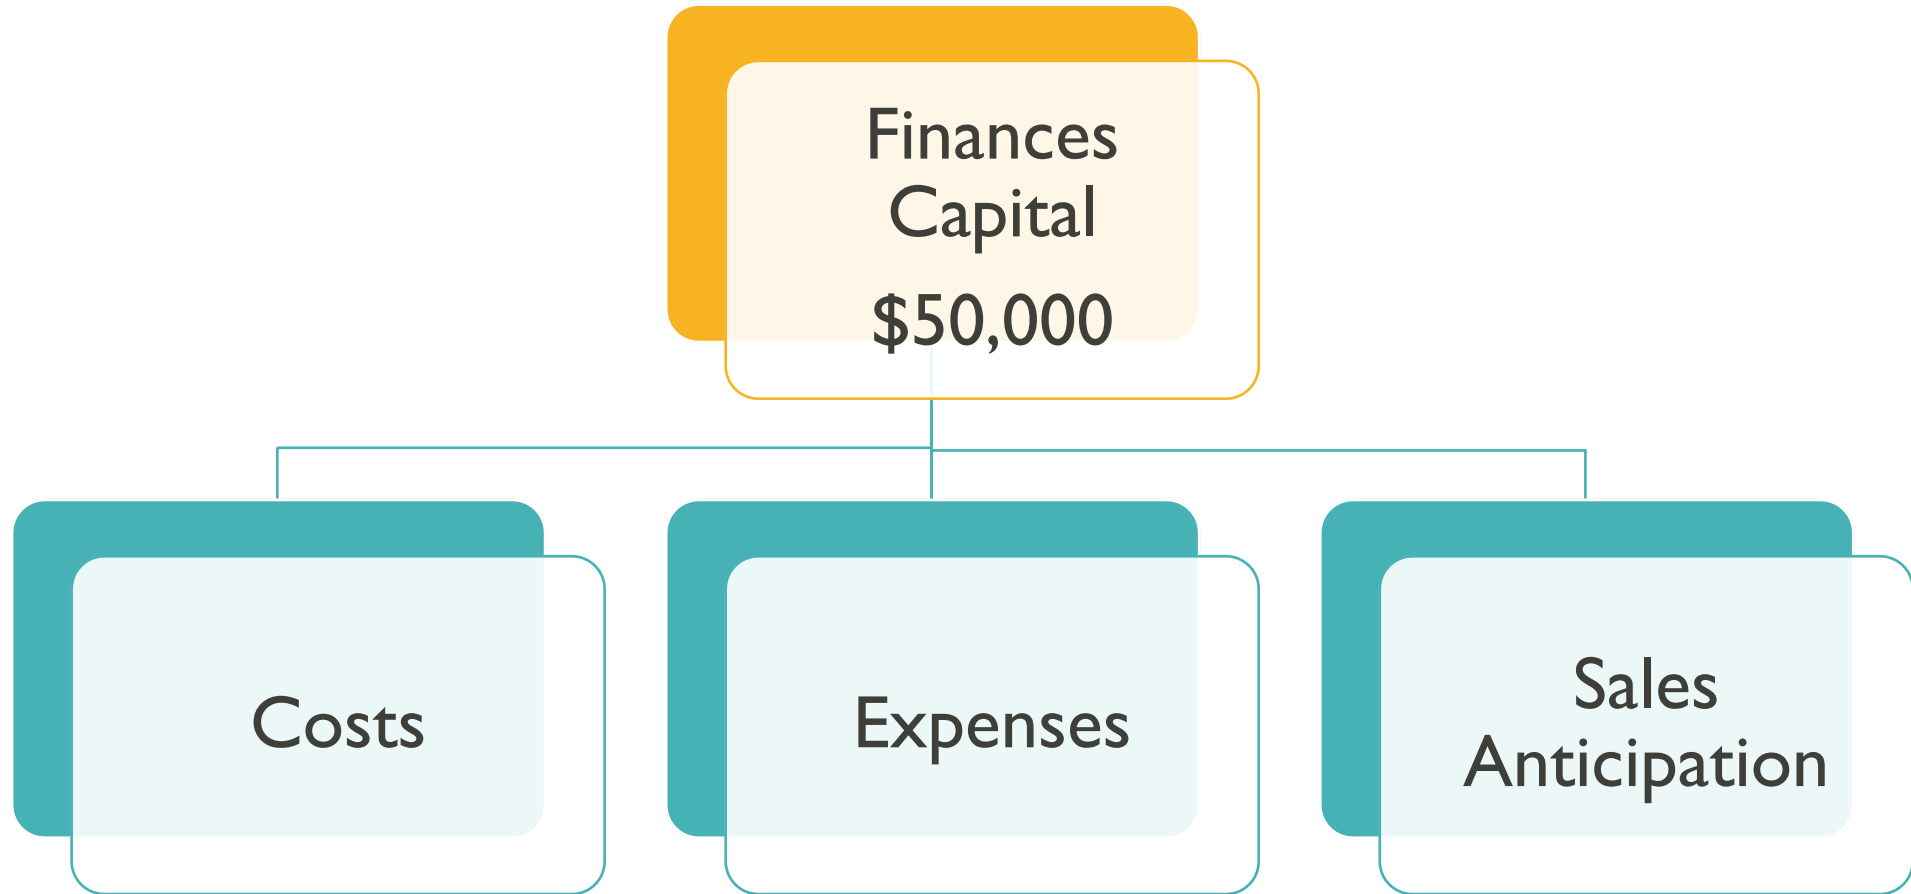 Finances
Capital
$50,000
Costs
Expenses
Sales
Anticipation